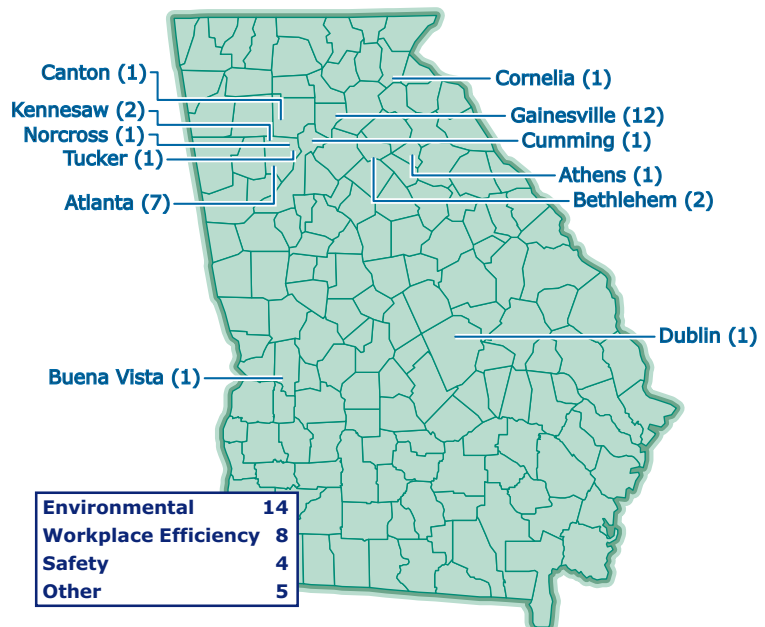 Canton (1)
Kennesaw (2)
Norcross (1)
Tucker (1)
Atlanta (7)
Cornelia (1)
Gainesville (12)
Cumming (1)
Athens (1)
Bethlehem (2)
Dublin (1)
Buena Vista (1)
Environmental 14
Workplace Efficiency 8
Safety 4
Other 5